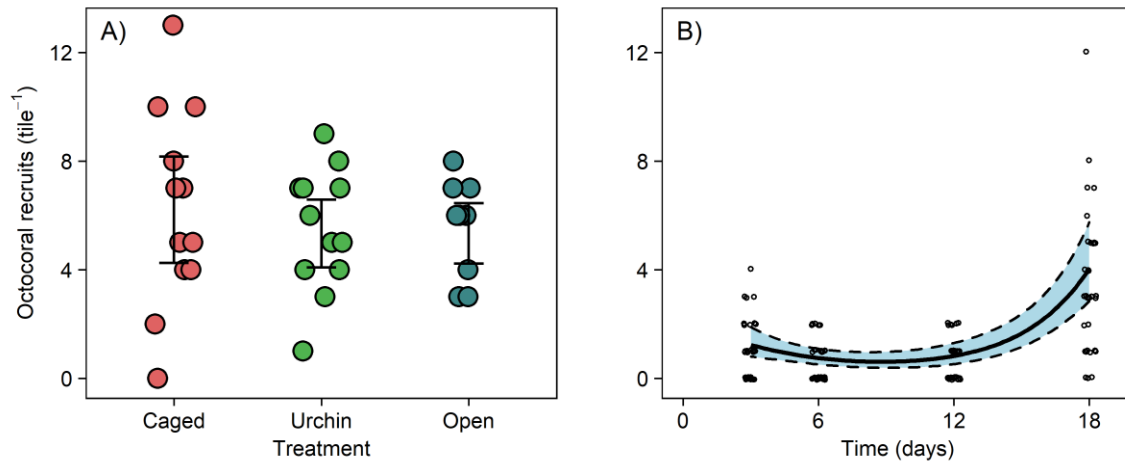 A)
Octocoral recruits (tile⁻¹)
12
8
4
0
Caged Urchin Open
Treatment
B)
12
8
4
0
0 6 12 18
Time (days)